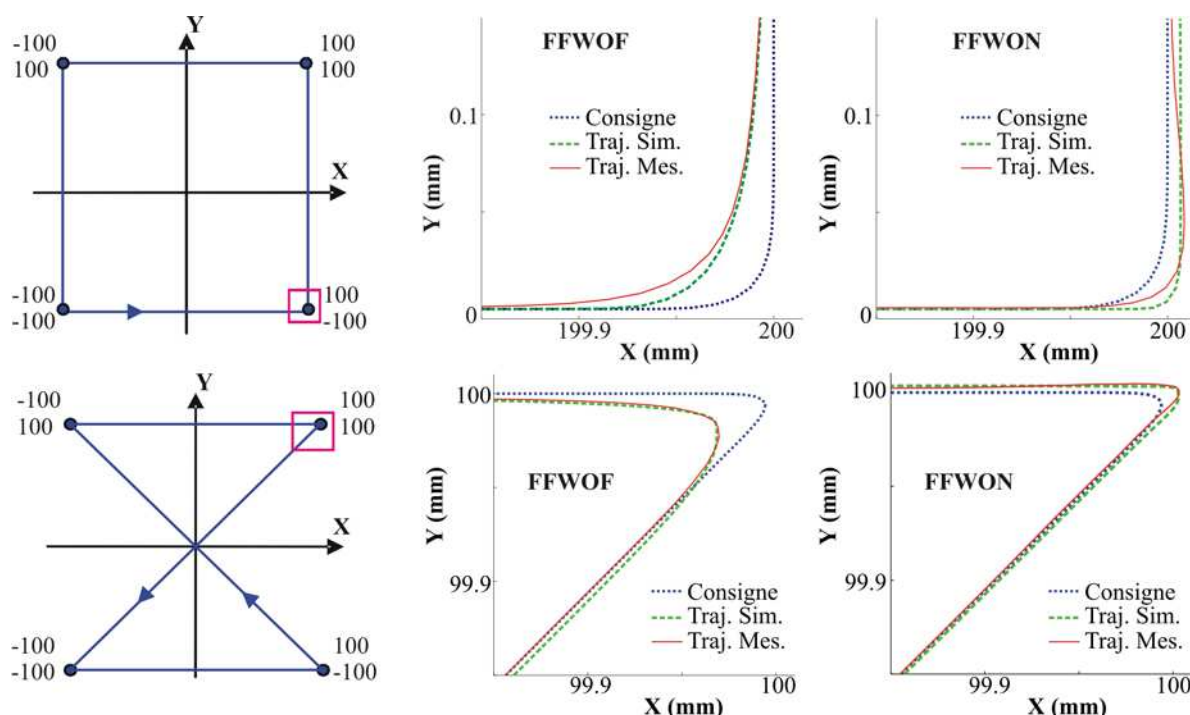 Y
-100
100
100
100
X
-100
-100
100
-100
FFWOF
Consigne
Traj. Sim.
Traj. Mes.
0.1
Y (mm)
0
199.9
200
X (mm)
FFWON
Consigne
Traj. Sim.
Traj. Mes.
0.1
Y (mm)
0
199.9
200
X (mm)
Y
-100
100
100
100
X
-100
-100
100
-100
100
Y (mm)
FFWOF
99.9
Consigne
Traj. Sim.
Traj. Mes.
99.9
100
X (mm)
100
Y (mm)
FFWON
99.9
Consigne
Traj. Sim.
Traj. Mes.
99.9
100
X (mm)